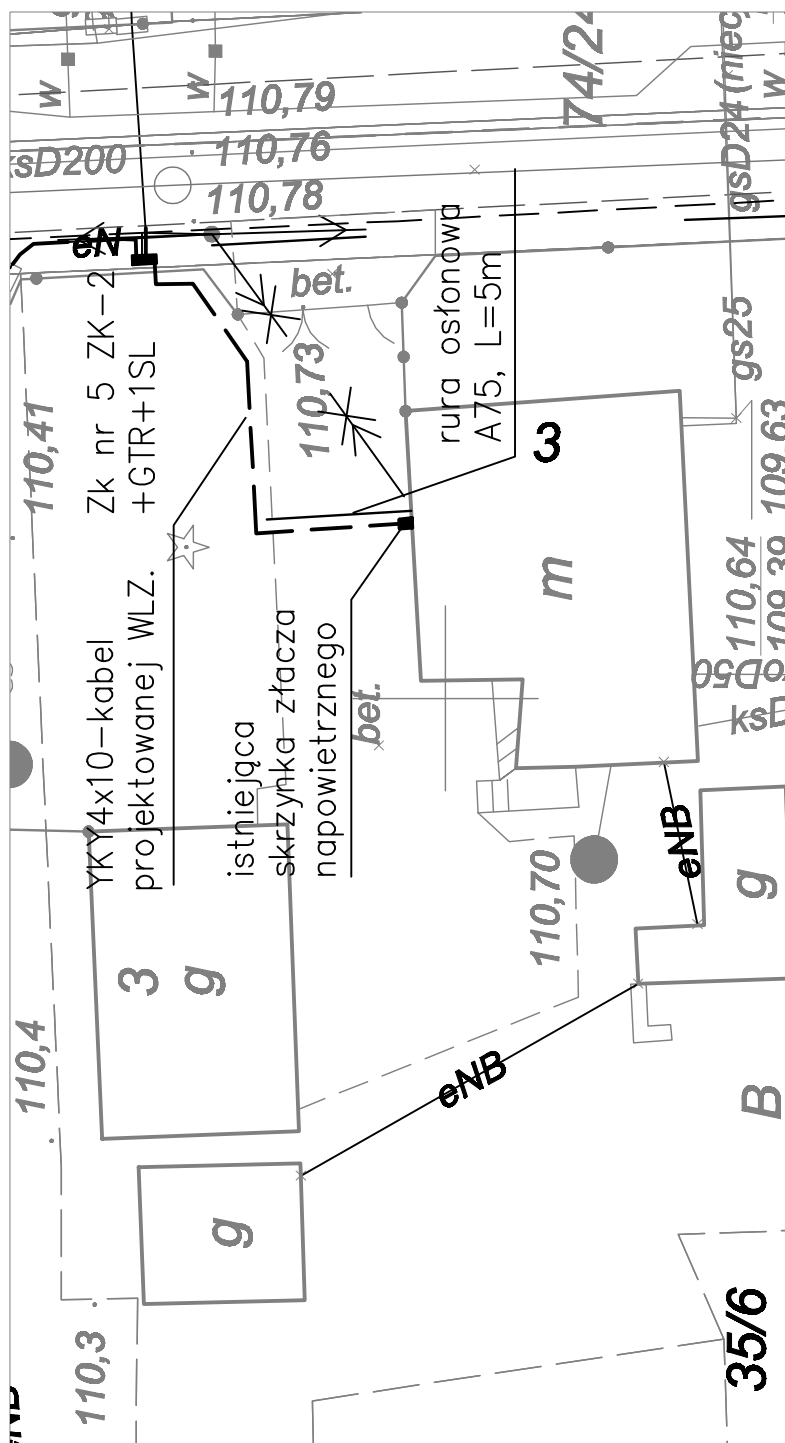 w
w
110,79
74/24
gsD24 (miec
w
ksD200
110,76
110,78
eN
bet.
Zk nr 5 ZK-2
+GTR+1SL
rura osłonowa
A75, L=5m
110,73
gs25
110,41
3
109,63
110,64
109,39
m
YKY4x10-kabel
projektowanej WLZ.
istniejąca
skrzynka złacza
napowietrznego
bet.
ksD
eNB
g
110,70
3
g
110,4
eNB
B
g
35/6
110,3